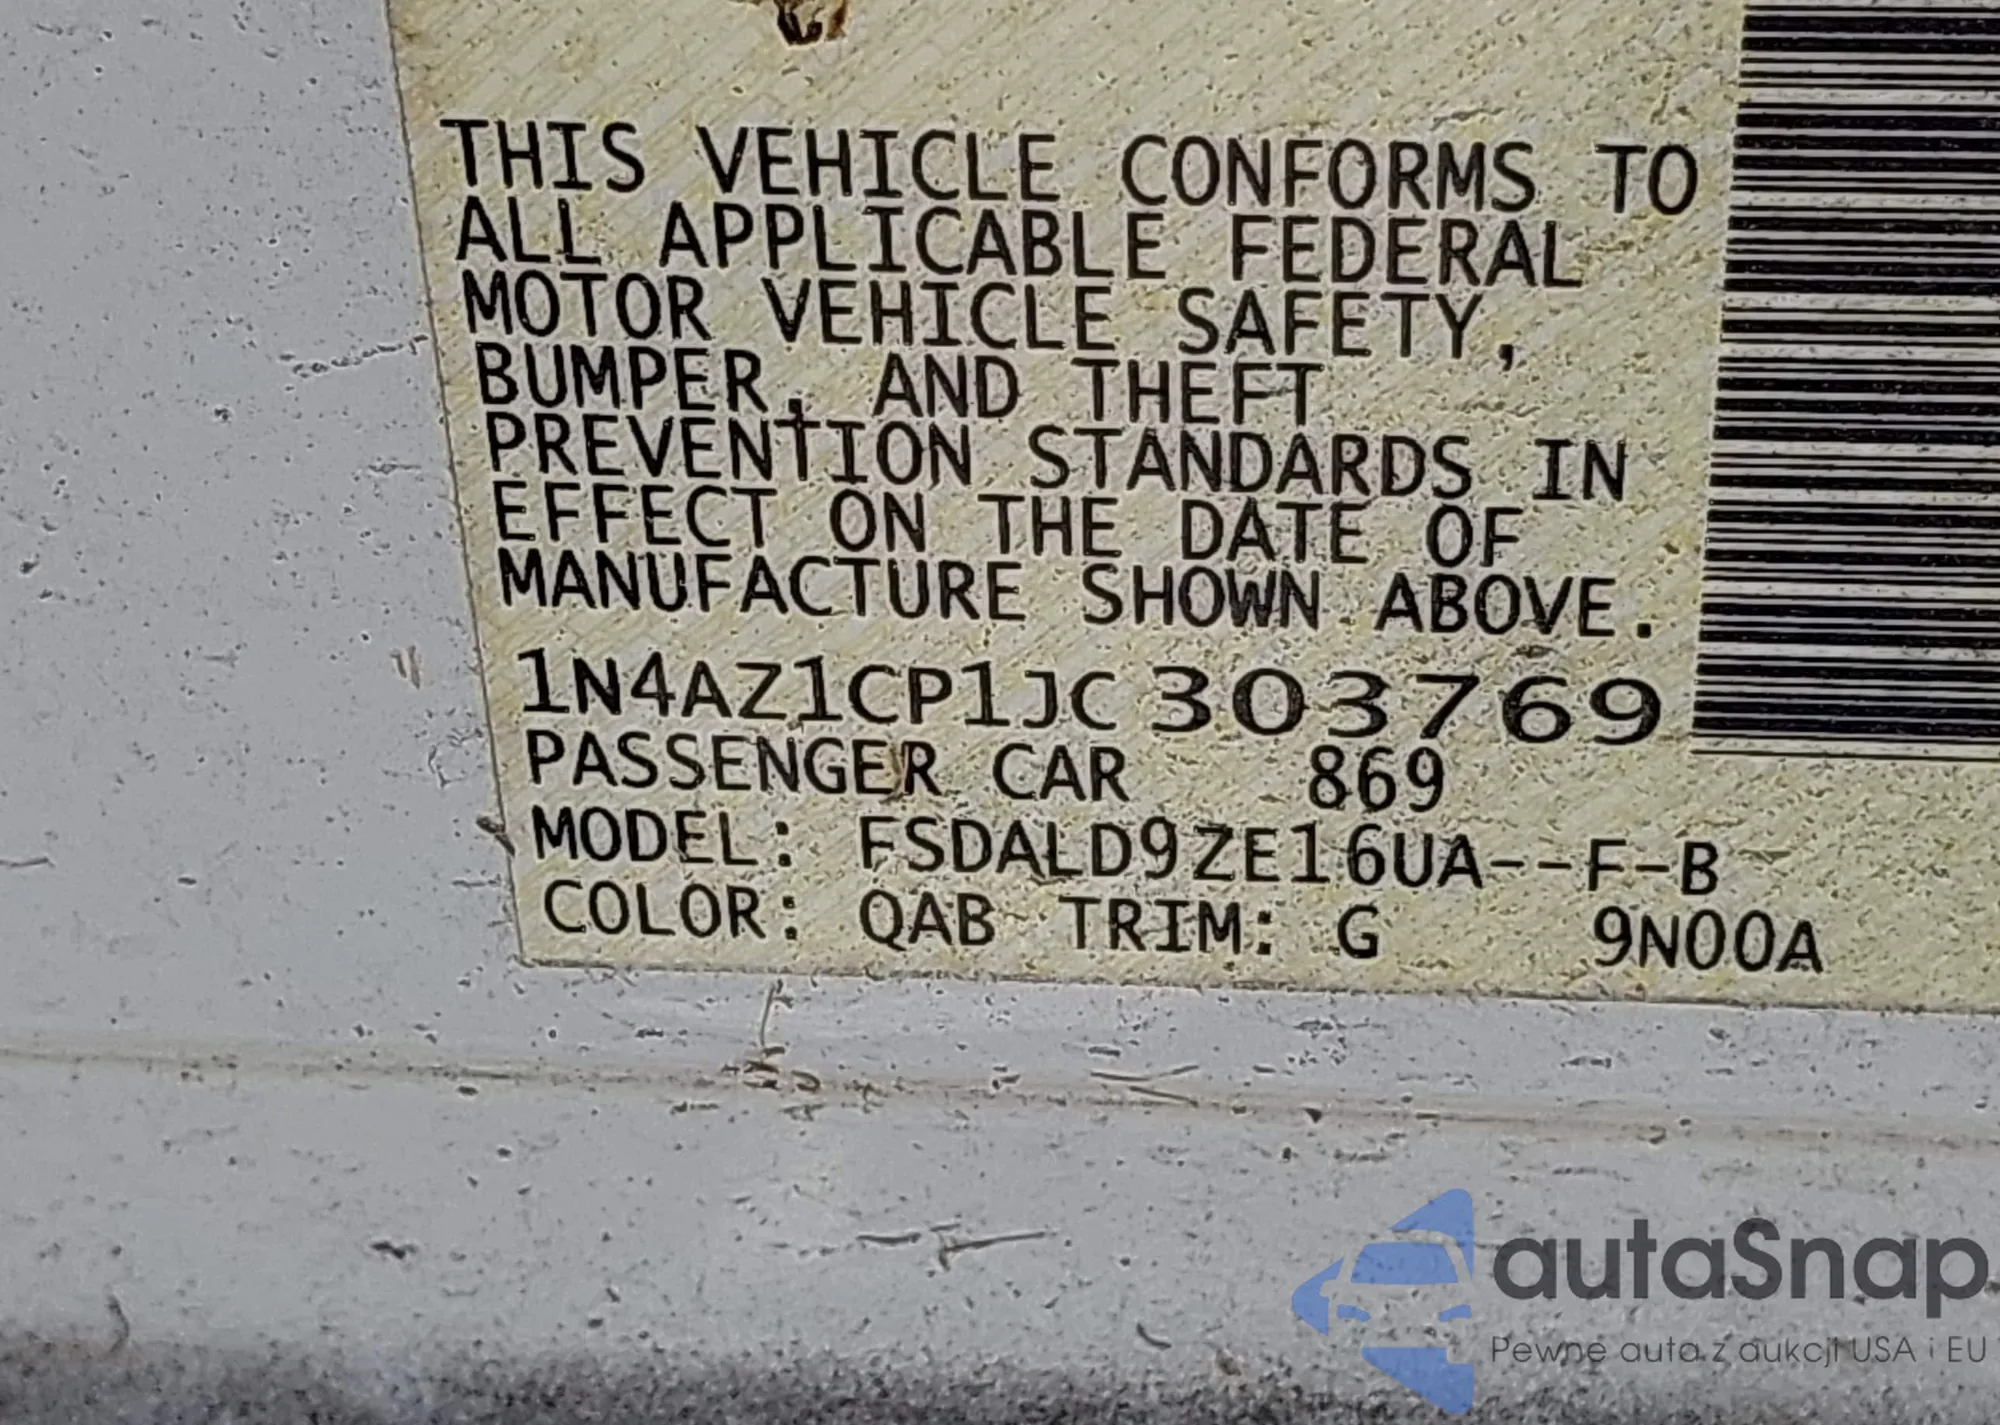 THIS VEHICLE CONFORMS TO
ALL APPLICABLE FEDERAL
MOTOR VEHICLE SAFETY,
BUMPER, AND THEFT
PREVENTION STANDARDS IN
EFFECT ON THE DATE OF
MANUFACTURE SHOWN ABOVE.
1N4AZ1CP1JC303769
PASSENGER CAR 869
MODEL: FSDALD9ZE16UA--F-B
COLOR: QAB TRIM: G 9N00A
autaSnap
Pewne auta z aukcji USA i EU